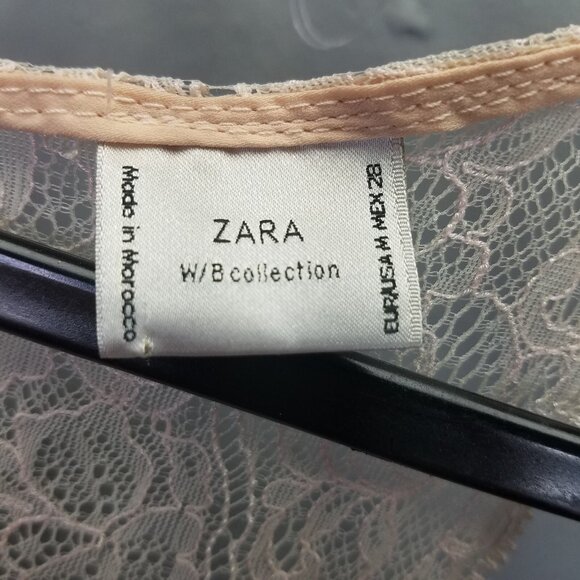 Made in Morocco
ZARA
W/B collection
EUR/USA M MEX 28